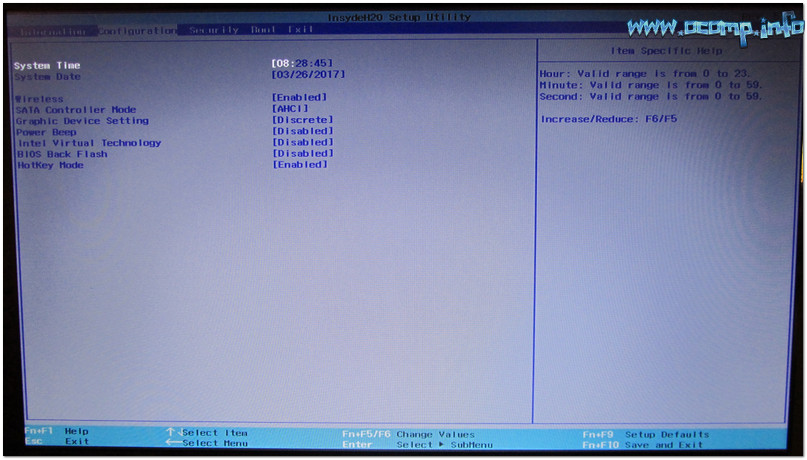 InsydeH20 Setup Utility
www.ocomp.info
Information Configuration Security Boot Exit
Item Specific Help
System Time [08:28:45]
System Date [03/26/2017]
Hour: Valid range is from 0 to 23.
Minute: Valid range is from 0 to 59.
Second: Valid range is from 0 to 59.
Increase/Reduce: F6/F5
Wireless [Enabled]
SATA Controller Mode [AHCI]
Graphic Device Setting [Discrete]
Power Beep [Disabled]
Intel Virtual Technology [Disabled]
BIOS Back Flash [Disabled]
HotKey Mode [Enabled]
Fn+F1 Help ↑↓Select Item Fn+F5/F6 Change Values Fn+F9 Setup Defaults
Esc Exit ←→Select Menu Enter Select ▸ SubMenu Fn+F10 Save and Exit